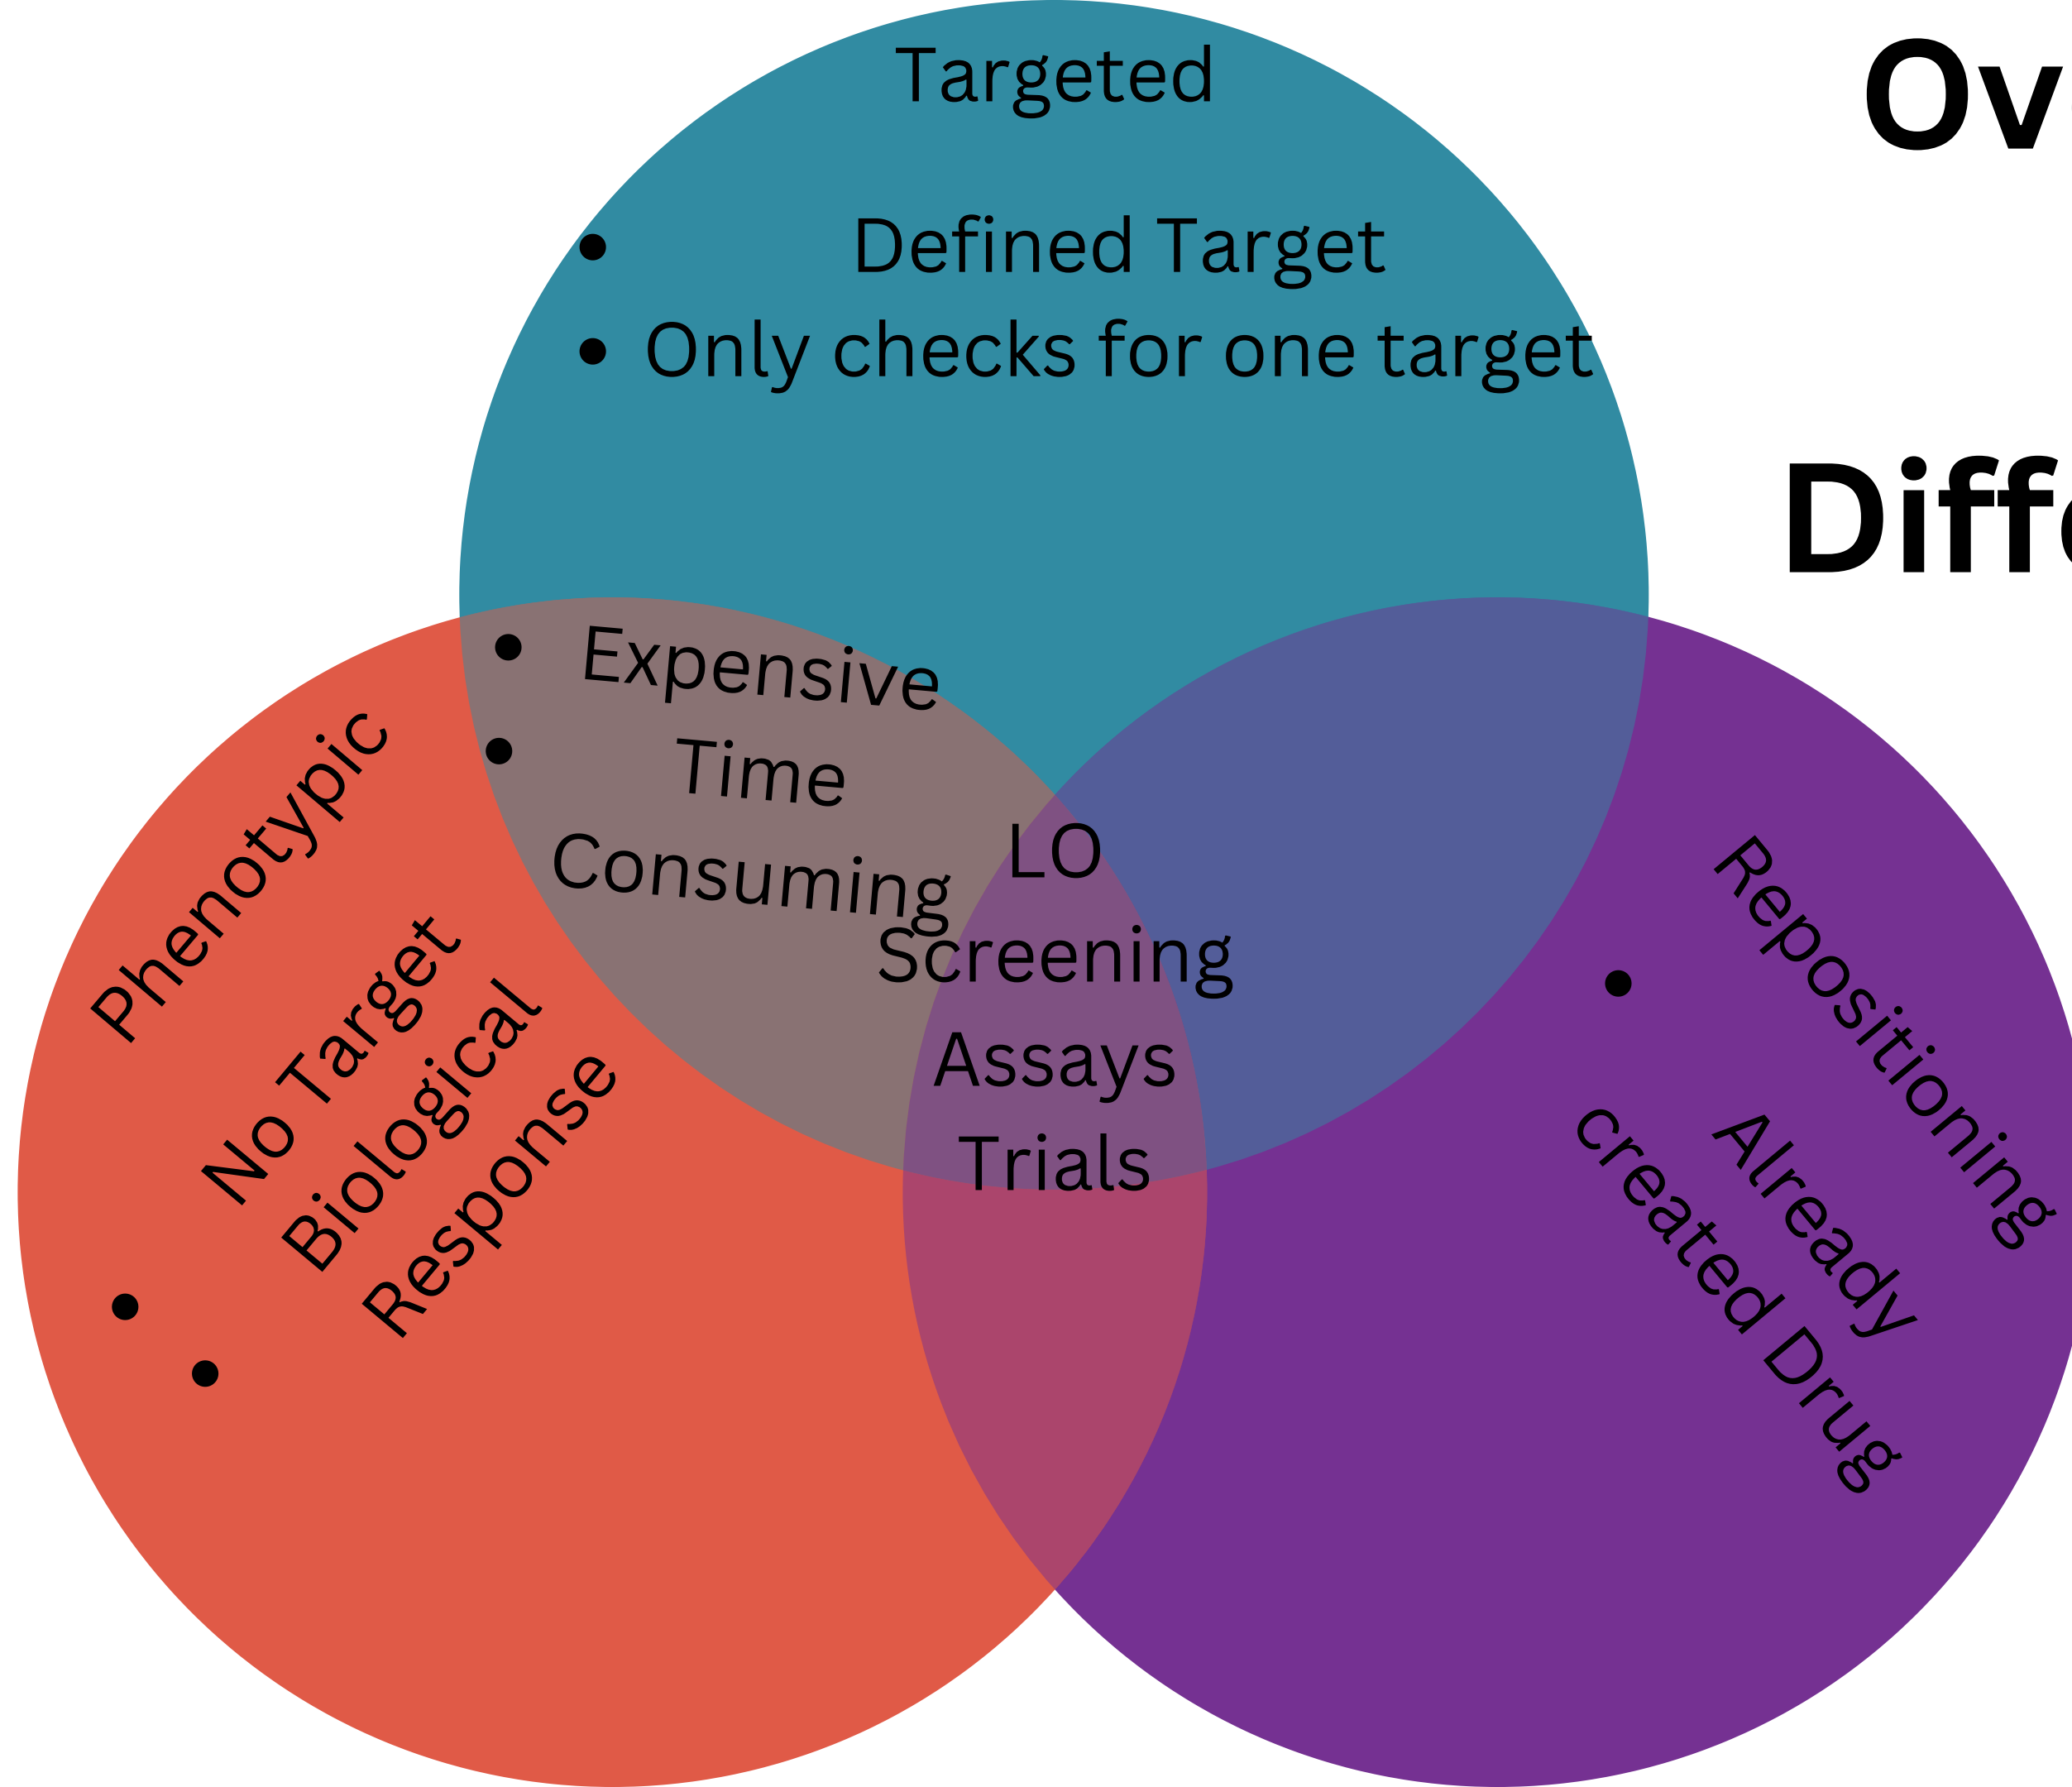 Targeted
Ov
• Defined Target
• Only checks for one target
Diffe
• Expensive
• Time
Consuming
LO
Screening
Assays
Trials
Phenotypic
• No Target
• Biological
Response
Repositioning
• Already
created Drug